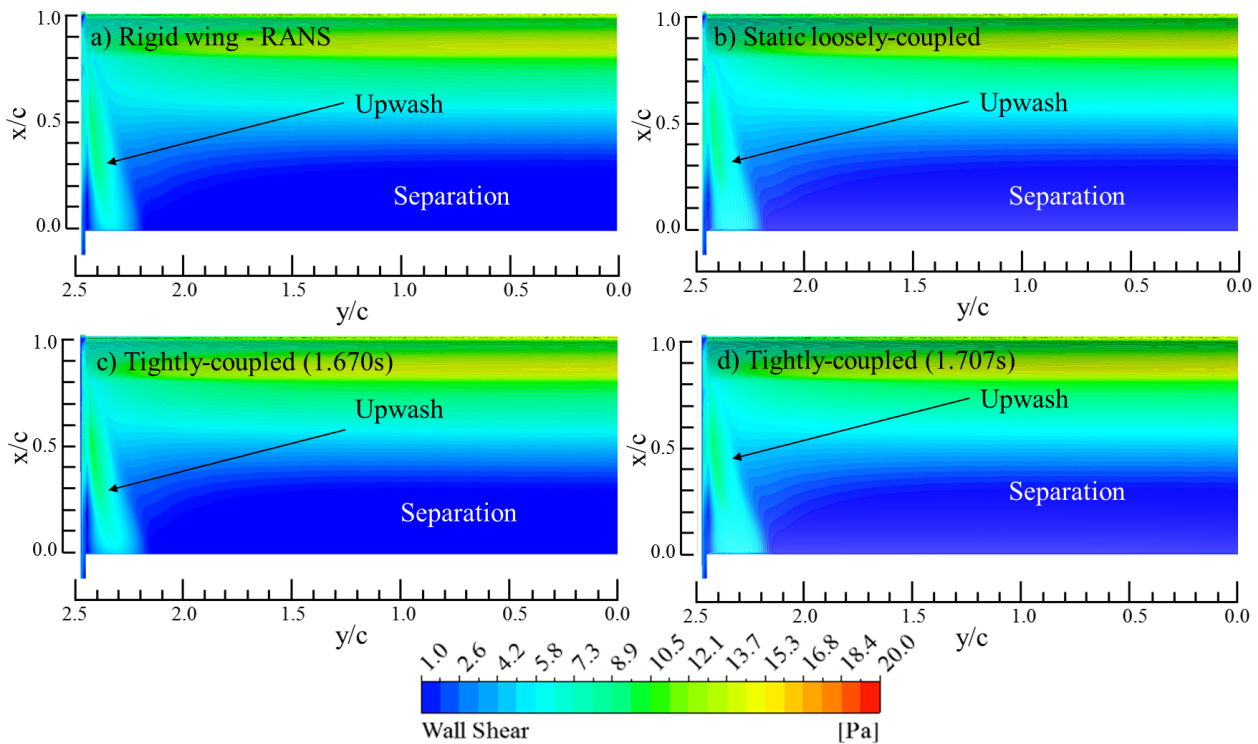 a) Rigid wing - RANS
Upwash
Separation
1.0
0.5
0.0
x/c
2.5 2.0 1.5 1.0 0.5 0.0
y/c
b) Static loosely-coupled
Upwash
Separation
1.0
0.5
0.0
x/c
2.5 2.0 1.5 1.0 0.5 0.0
y/c
c) Tightly-coupled (1.670s)
Upwash
Separation
1.0
0.5
0.0
x/c
2.5 2.0 1.5 1.0 0.5 0.0
y/c
d) Tightly-coupled (1.707s)
Upwash
Separation
1.0
0.5
0.0
x/c
2.5 2.0 1.5 1.0 0.5 0.0
y/c
1.0 2.6 4.2 5.8 7.3 8.9 10.5 12.1 13.7 15.3 16.8 18.4 20.0
Wall Shear [Pa]